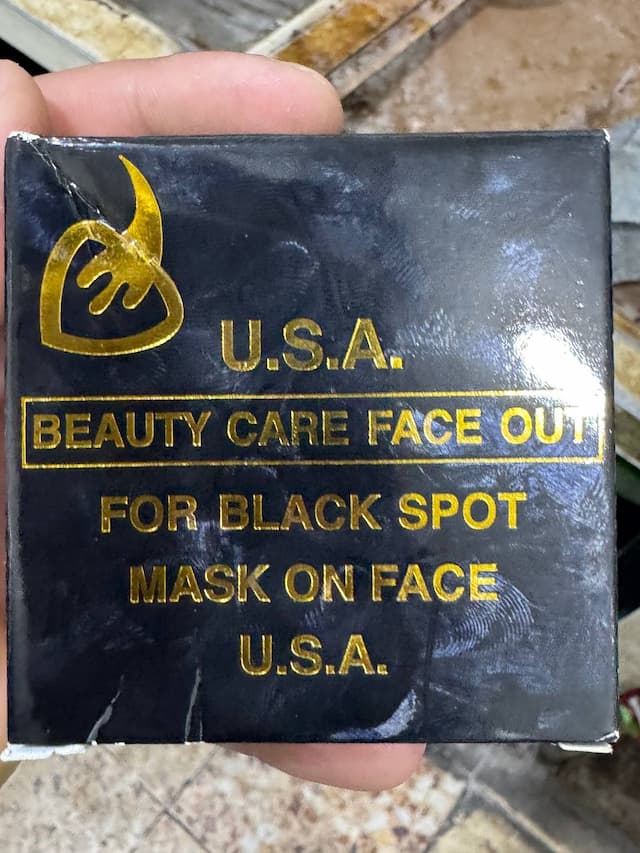 U.S.A.
BEAUTY CARE FACE OUT
FOR BLACK SPOT
MASK ON FACE
U.S.A.